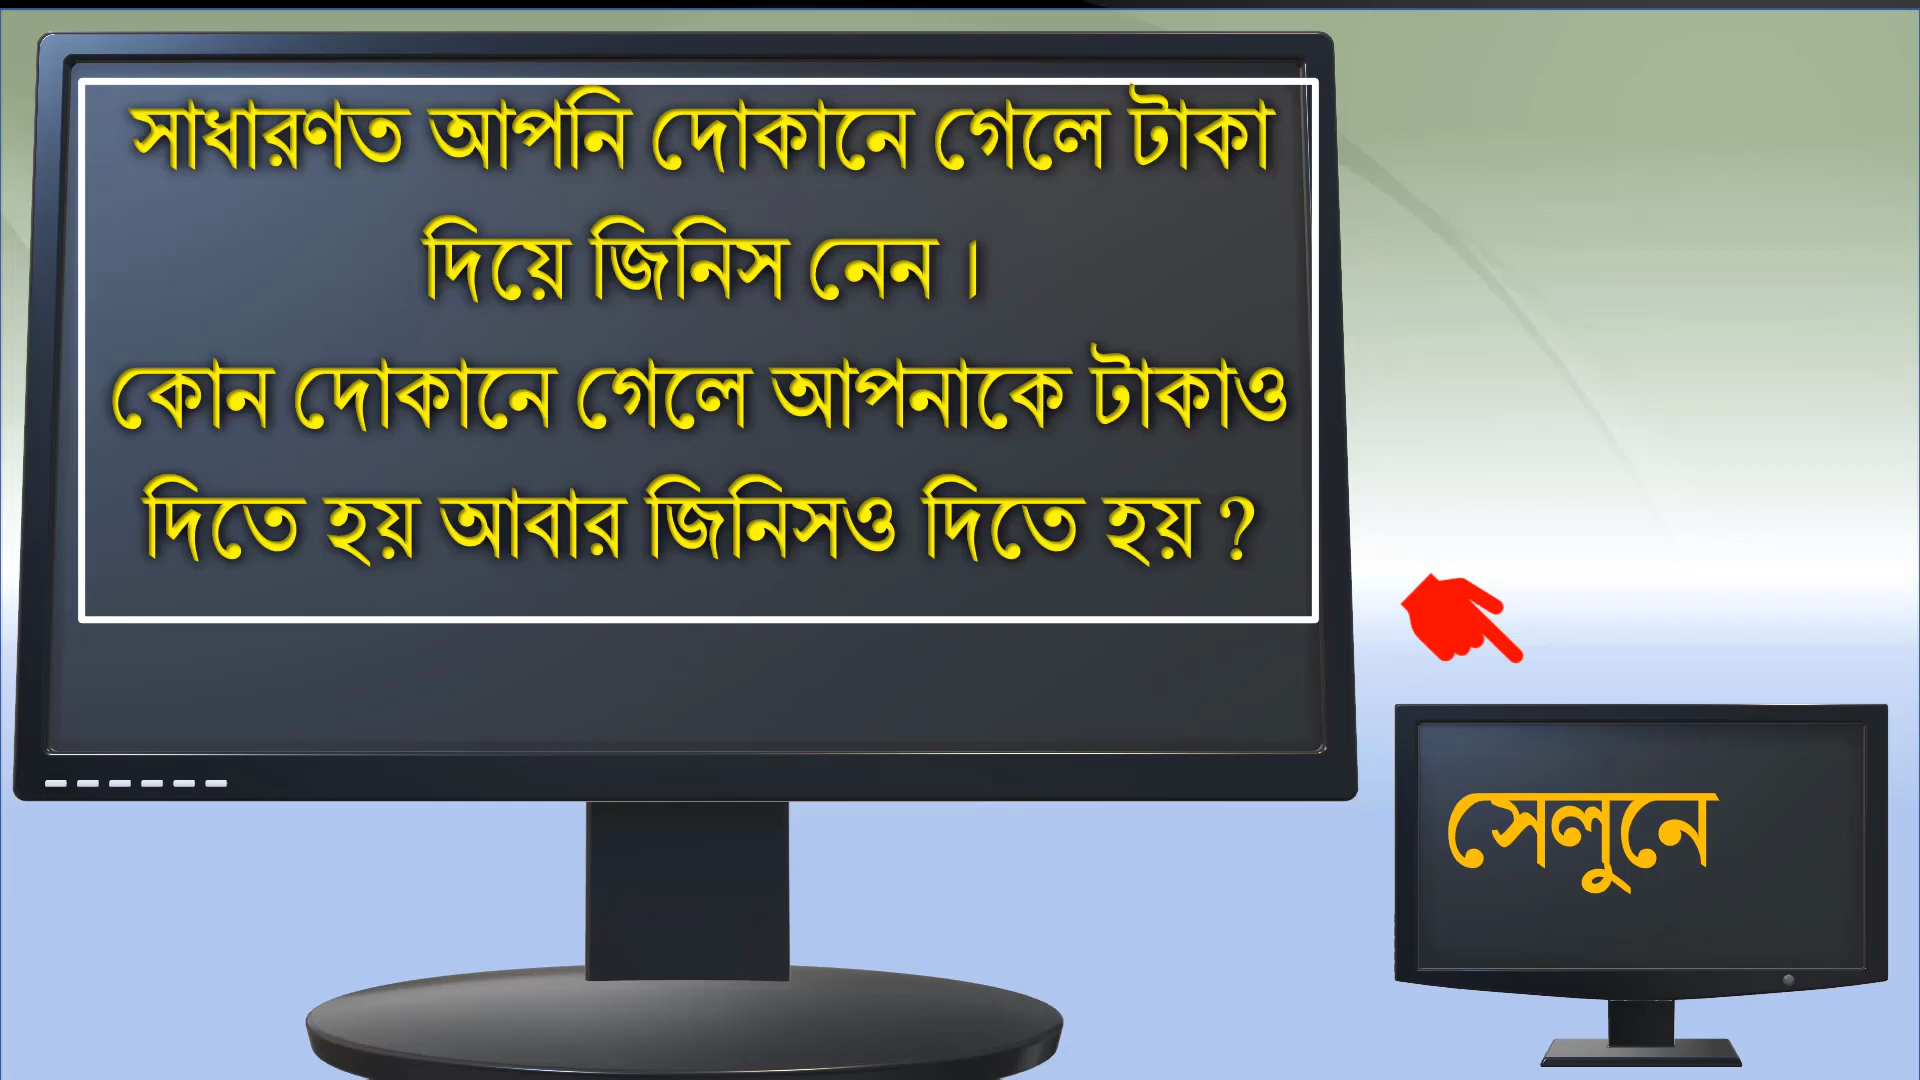 সাধারণত আপনি দোকানে গেলে টাকা
দিয়ে জিনিস নেন ।
কোন দোকানে গেলে আপনাকে টাকাও
দিতে হয় আবার জিনিসও দিতে হয় ?
সেলুনে